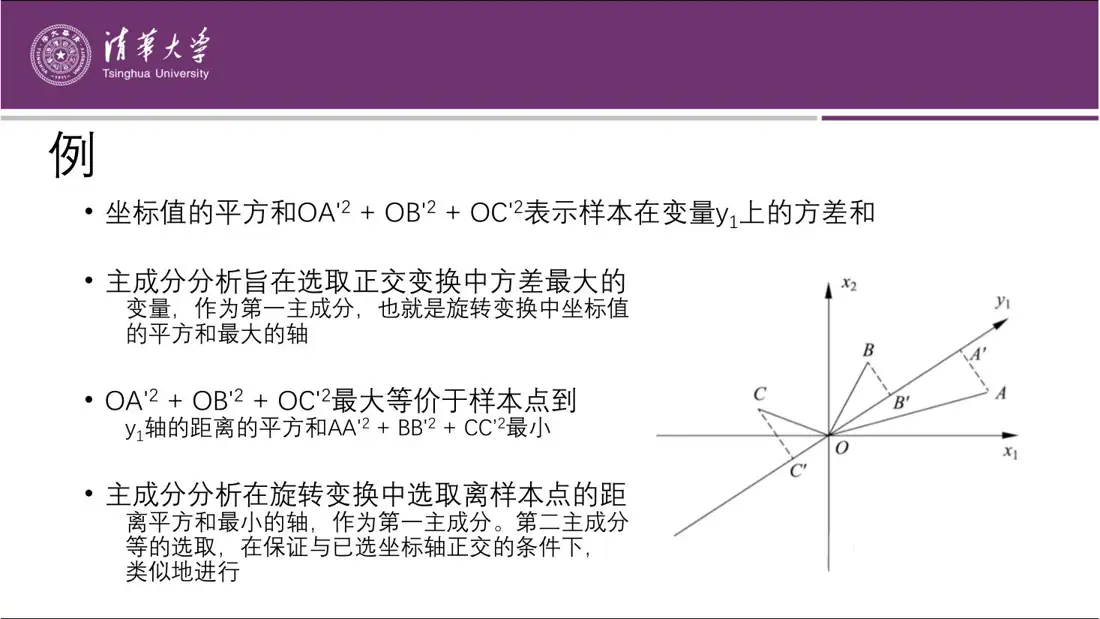 清华大学
Tsinghua University
例
• 坐标值的平方和OA'² + OB'² + OC'²表示样本在变量y₁上的方差和
• 主成分分析旨在选取正交变换中方差最大的
变量，作为第一主成分，也就是旋转变换中坐标值
的平方和最大的轴
• OA'² + OB'² + OC'²最大等价于样本点到
y₁轴的距离的平方和AA'² + BB'² + CC'²最小
• 主成分分析在旋转变换中选取离样本点的距
离平方和最小的轴，作为第一主成分。第二主成分
等的选取，在保证与已选坐标轴正交的条件下，
类似地进行
x₂
y₁
B
A'
C
B'
A
O
x₁
C'